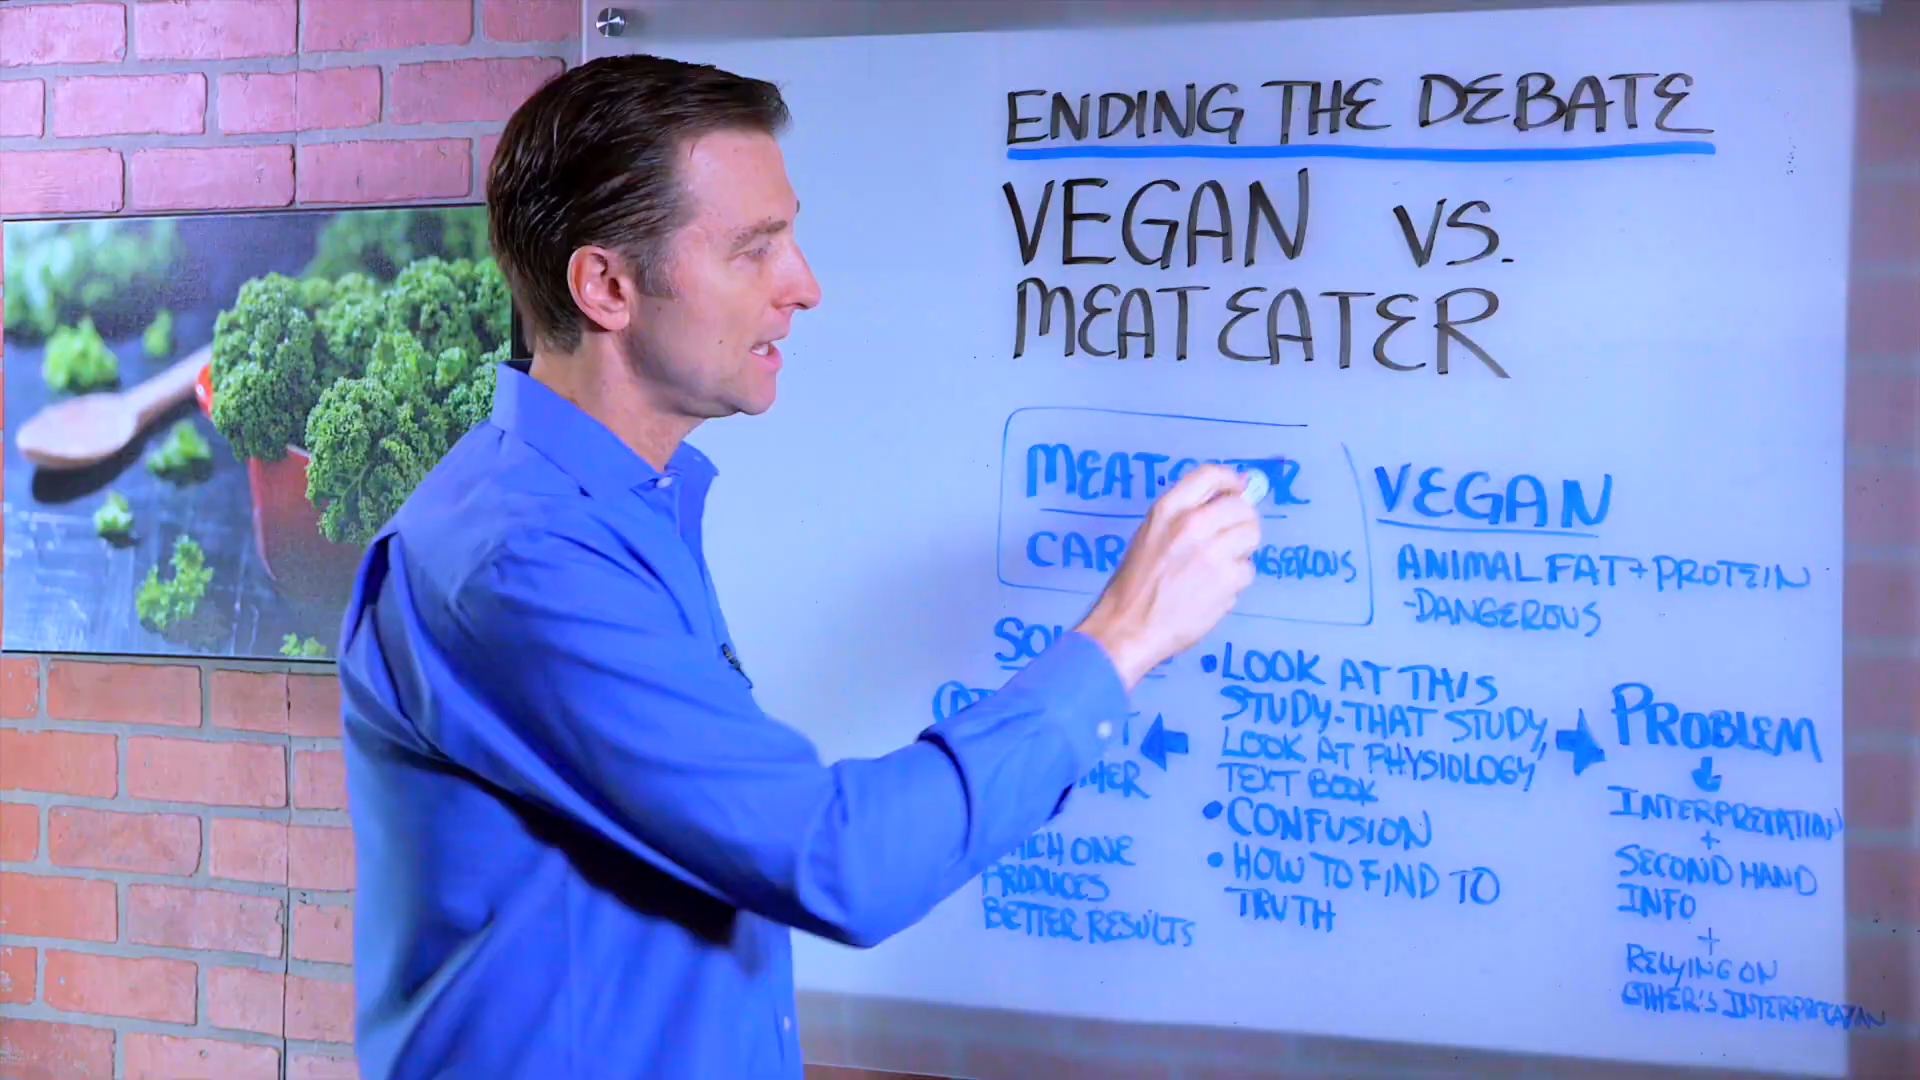 ENDING THE DEBATE
VEGAN VS.
MEAT EATER
VEGAN
ANIMAL FAT + PROTEIN
-DANGEROUS
• LOOK AT THIS
STUDY-THAT STUDY,
LOOK AT PHYSIOLOGY,
TEXT BOOK
• CONFUSION
• HOW TO FIND TO
TRUTH
ONE
PRODUCES
BETTER RESULTS
PROBLEM
INTERPRETATION
+
SECOND HAND
INFO
+
RELYING ON
OTHER'S INTERPRETATION